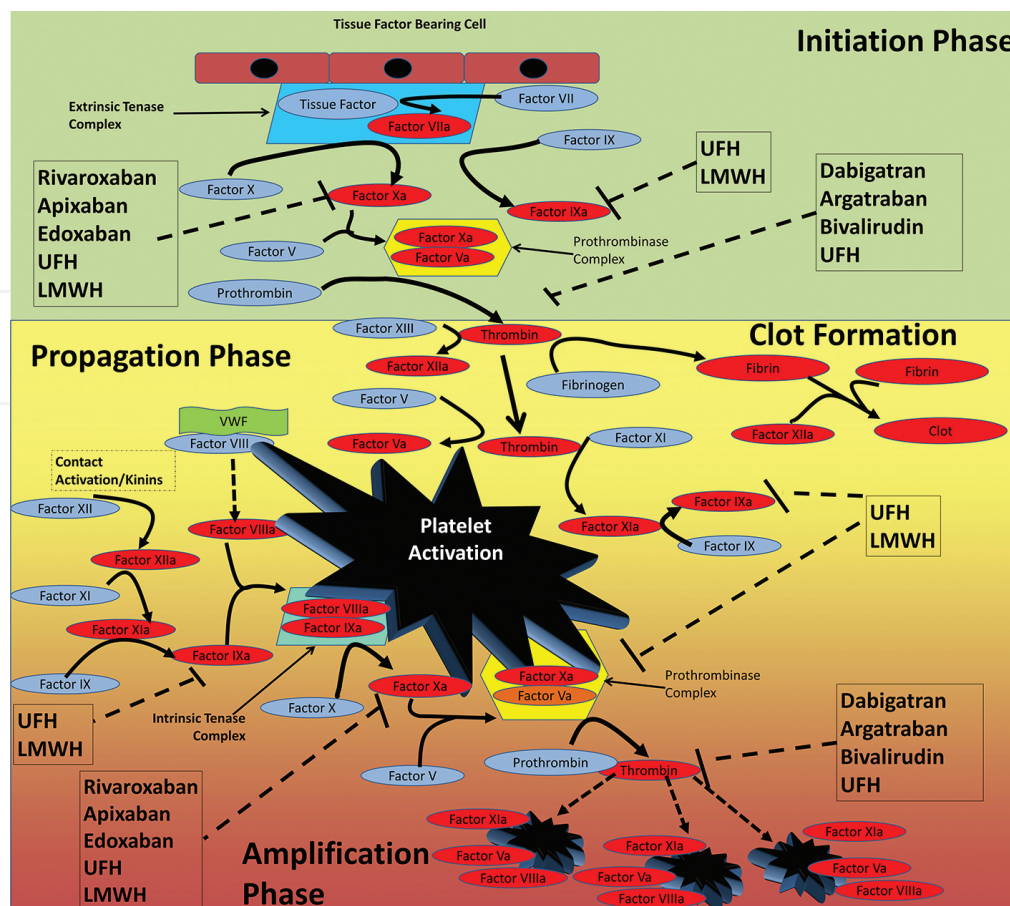 Tissue Factor Bearing Cell
Initiation Phase
Extrinsic Tenase
Complex
Tissue Factor
Factor VII
Factor VIIa
Factor IX
UFH
LMWH
Rivaroxaban
Apixaban
Edoxaban
UFH
LMWH
Factor X
Factor Xa
Factor IXa
Dabigatran
Argatraban
Bivalirudin
UFH
Factor V
Factor Xa
Factor Va
Prothrombinase
Complex
Prothrombin
Propagation Phase
Factor XIII
Thrombin
Clot Formation
Factor XIIa
Fibrinogen
Fibrin
Fibrin
Factor V
VWF
Factor VIII
Factor Va
Thrombin
Factor XI
Factor XIIa
Clot
Contact
Activation/Kinins
Factor XII
Factor VIIIa
Platelet
Activation
Factor XIa
Factor IXa
Factor IX
UFH
LMWH
Factor XIIa
Factor XI
Factor XIa
Factor VIIIa
Factor IXa
Factor IXa
Factor IX
Factor X
Factor Xa
Factor Xa
Factor Va
Prothrombinase
Complex
UFH
LMWH
Intrinsic Tenase
Complex
Dabigatran
Argatraban
Bivalirudin
UFH
Rivaroxaban
Apixaban
Edoxaban
UFH
LMWH
Factor V
Prothrombin
Thrombin
Amplification
Phase
Factor XIa
Factor Va
Factor VIIIa
Factor XIa
Factor Va
Factor VIIIa
Factor XIa
Factor Va
Factor VIIIa